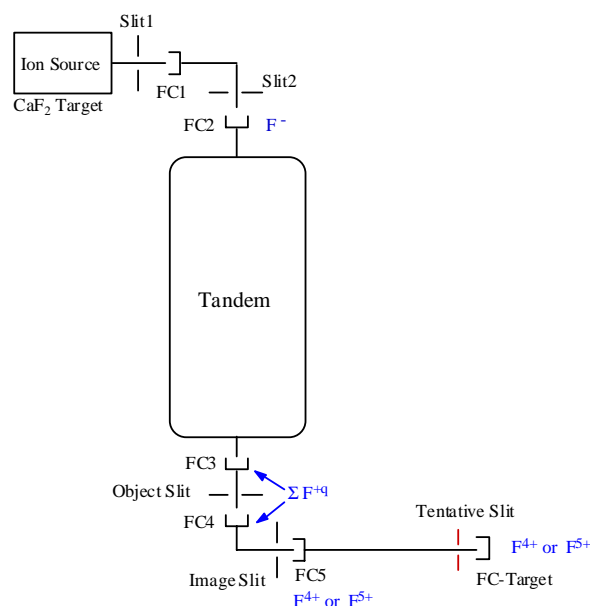 Slit1
Ion Source
CaF₂ Target
FC1
Slit2
FC2
F⁻
Tandem
FC3
Object Slit
Σ F⁺q
FC4
Tentative Slit
F⁴⁺ or F⁵⁺
FC-Target
Image Slit
FC5
F⁴⁺ or F⁵⁺